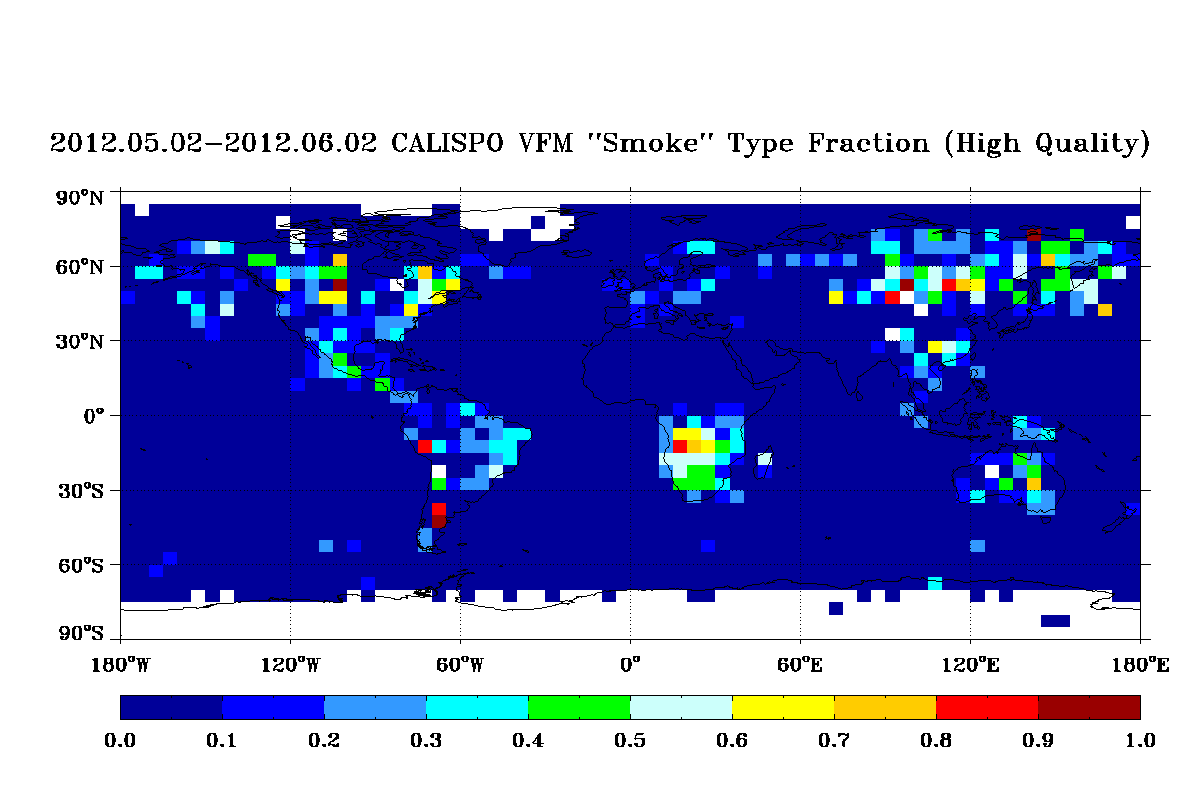 2012.05.02-2012.06.02 CALISPO VFM "Smoke" Type Fraction (High Quality)
90°N
60°N
30°N
0°
30°S
60°S
90°S
180°W 120°W 60°W 0° 60°E 120°E 180°E
0.0 0.1 0.2 0.3 0.4 0.5 0.6 0.7 0.8 0.9 1.0